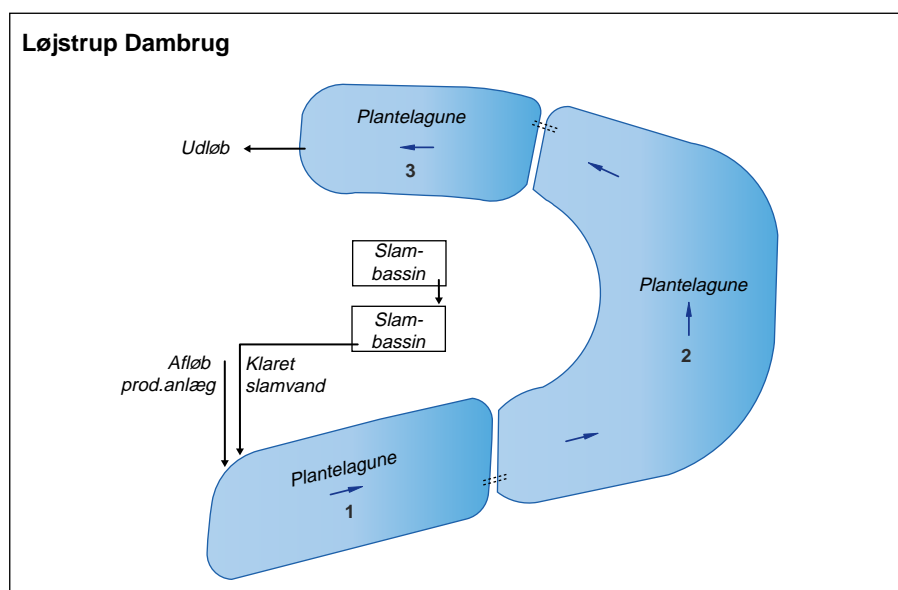 Løjstrup Dambrug
Plantelagune
3
Udløb
Slam-
bassin
Slam-
bassin
Plantelagune
2
Afløb
prod.anlæg
Klaret
slamvand
Plantelagune
1